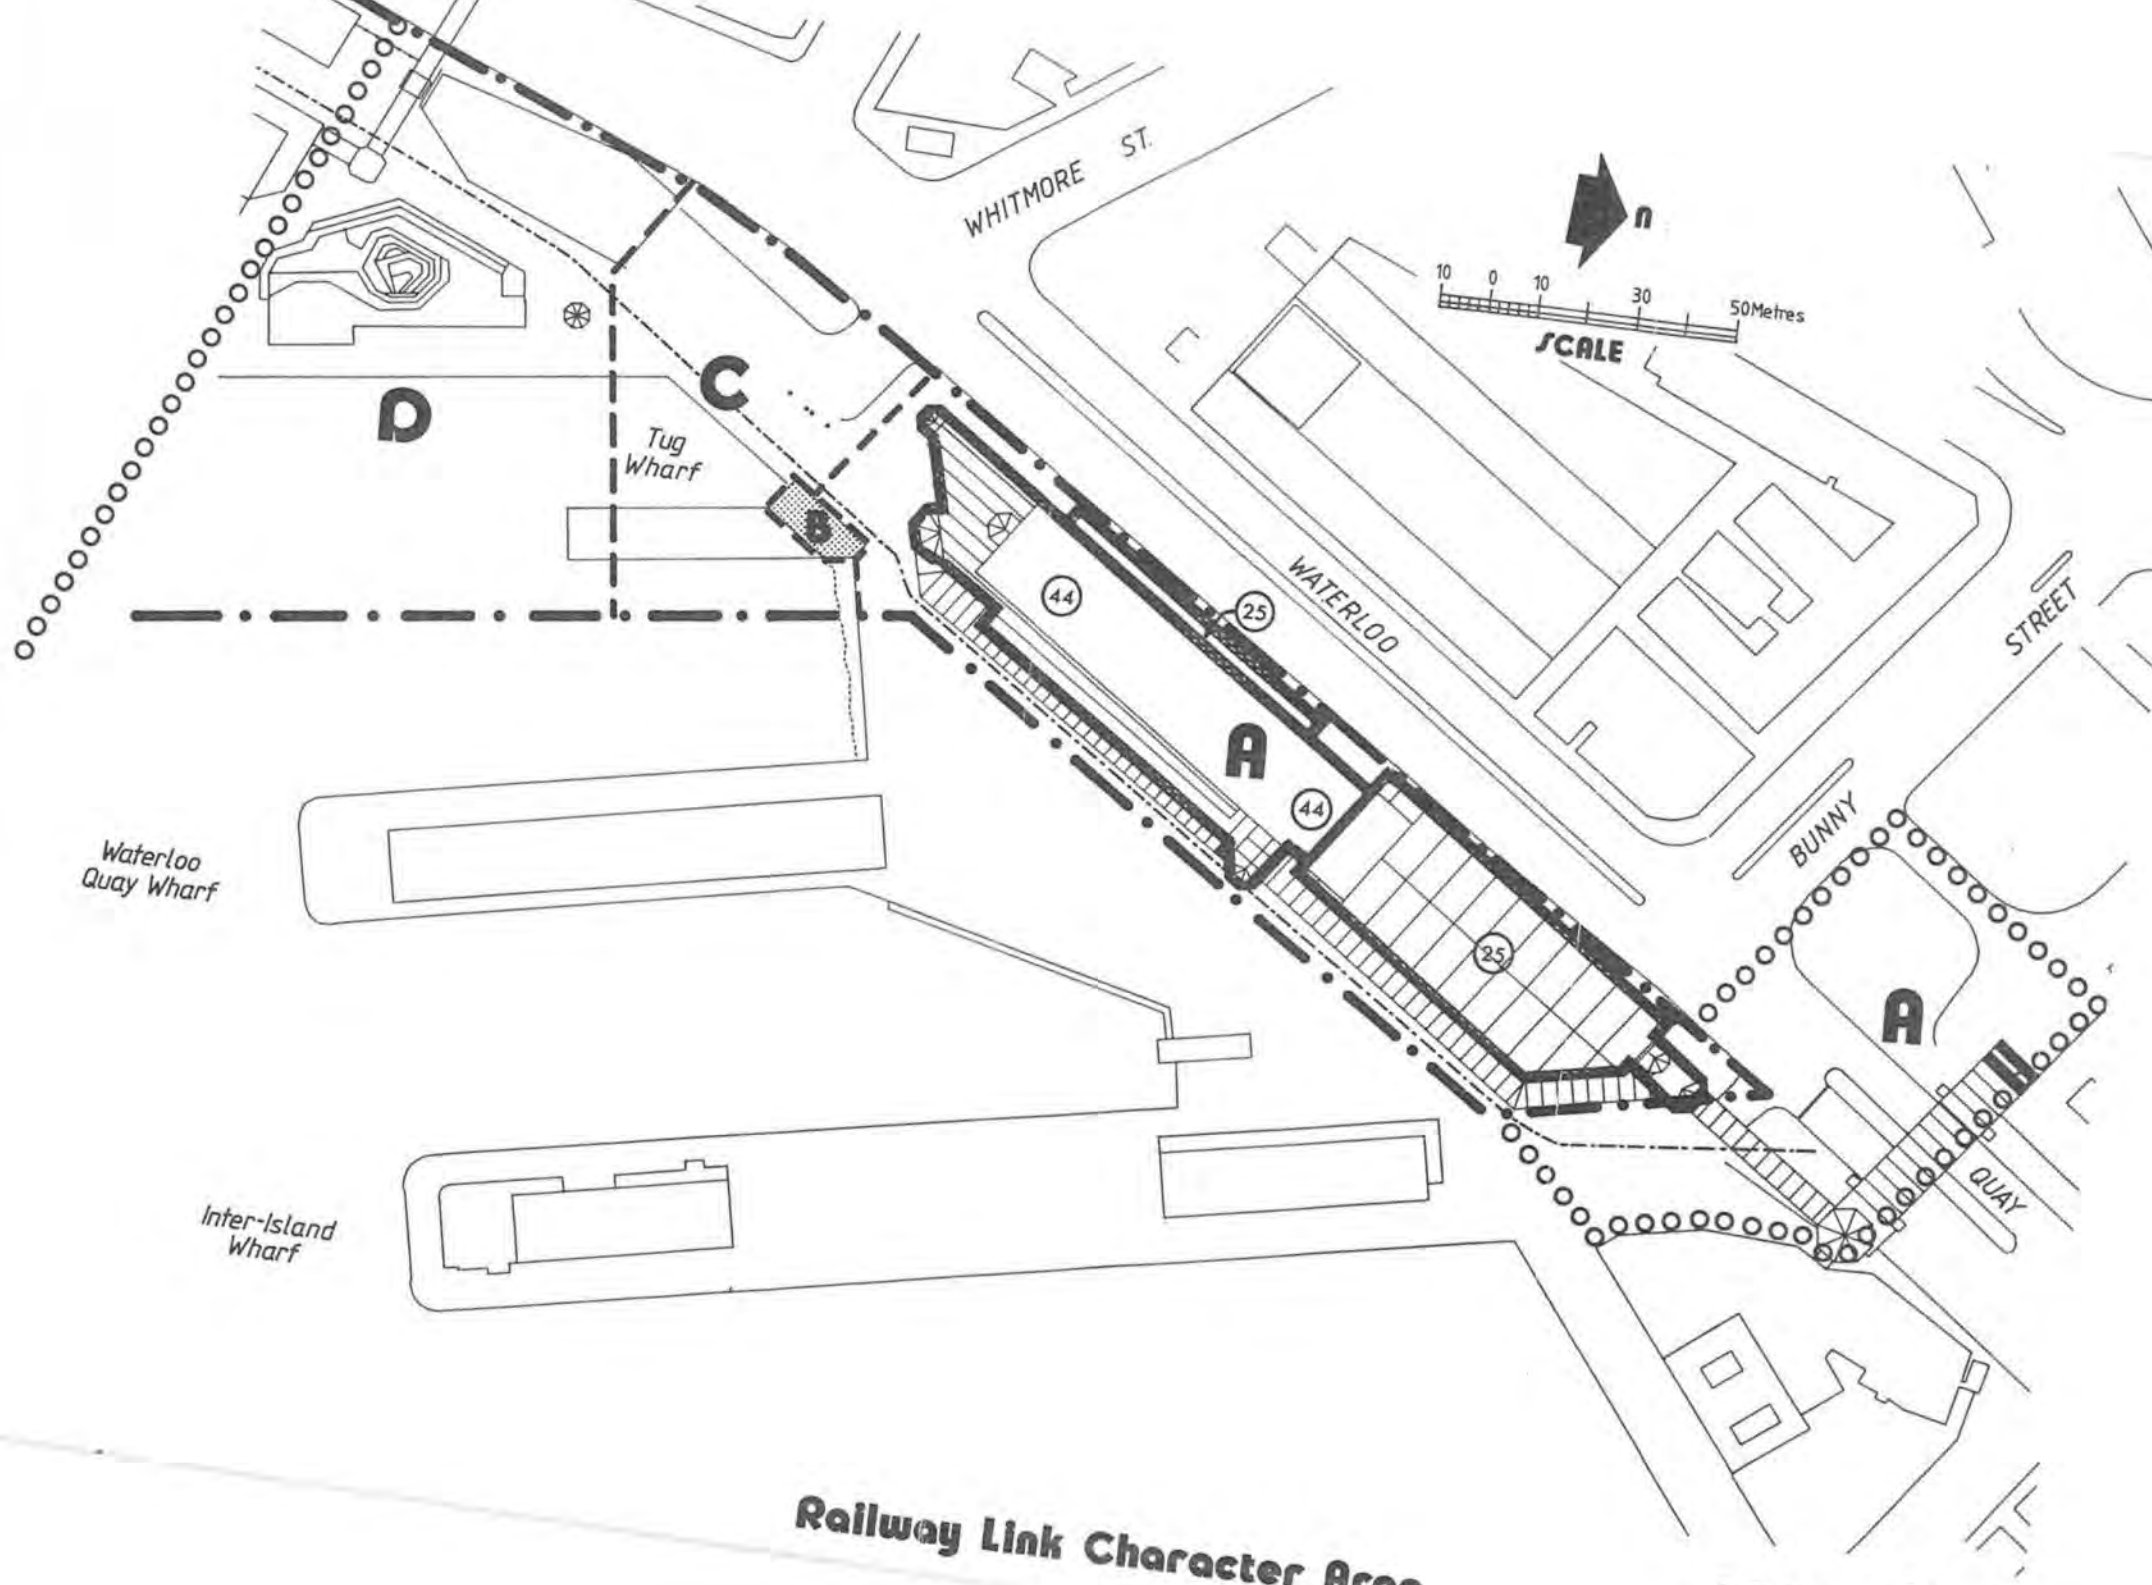 WHITMORE ST.
n
10 0 10 30 50Metres
SCALE
C
D
Tug
Wharf
B
44
25
WATERLOO
STREET
A
44
BUNNY
Waterloo
Quay Wharf
25
A
QUAY
Inter-Island
Wharf
Railway Link Character